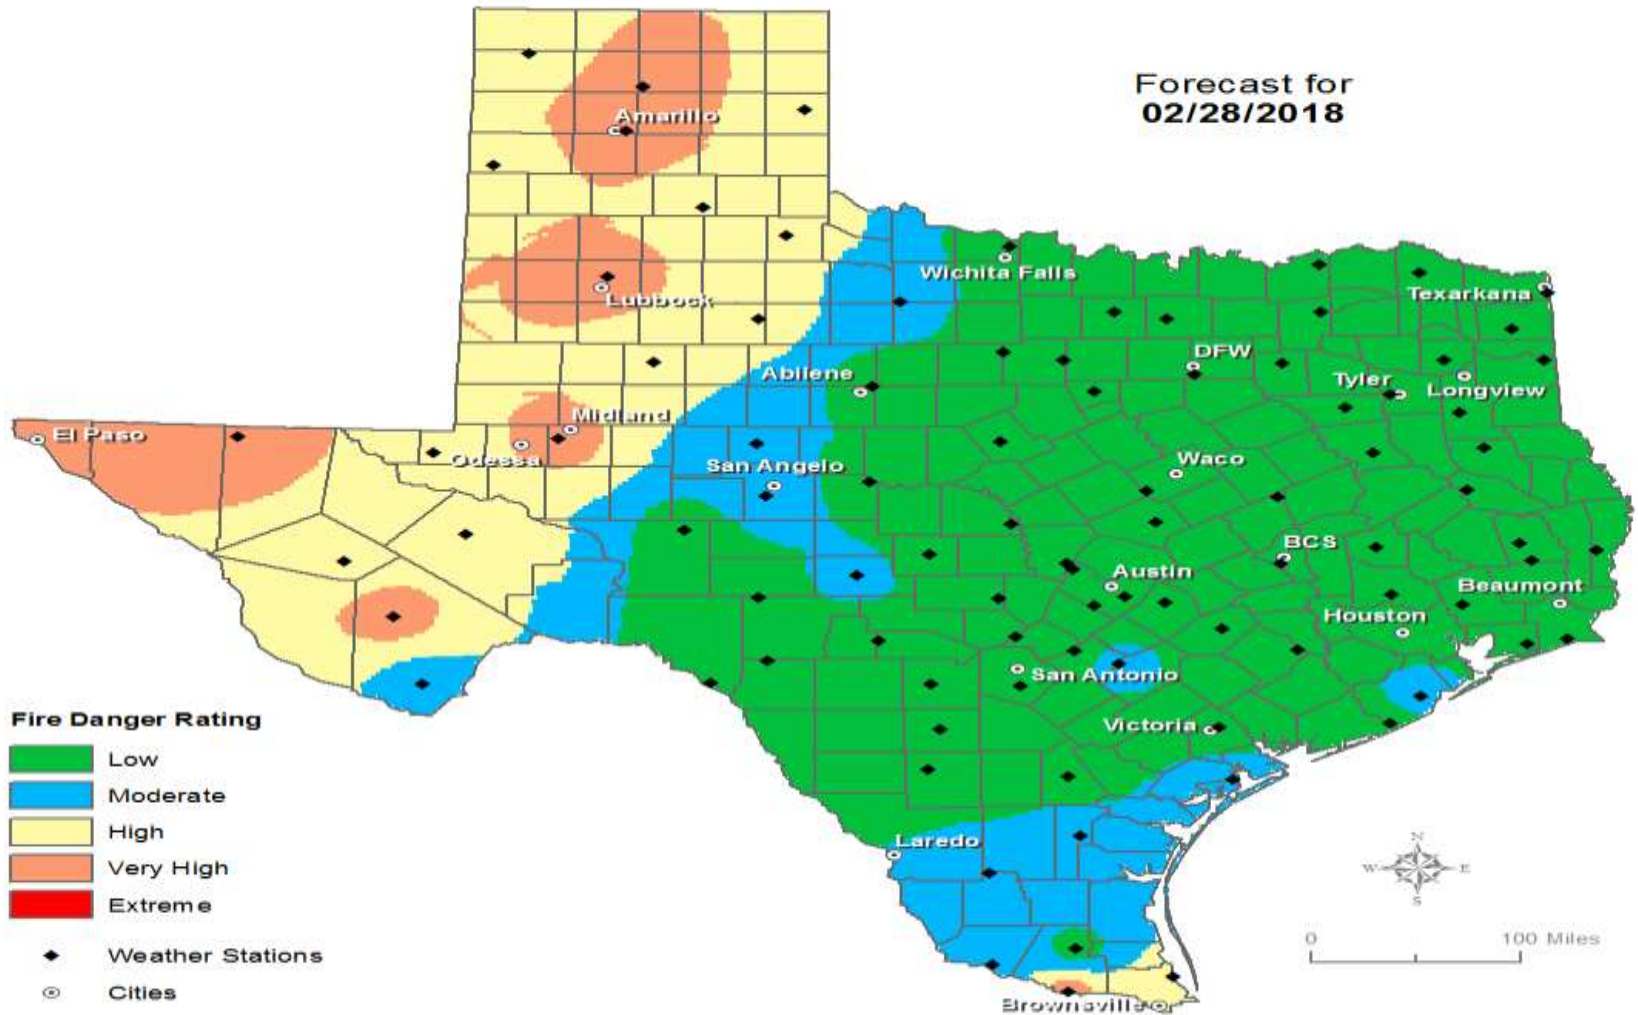 Forecast for
02/28/2018
Amarillo
Wichita Falls
Lubbock
Texarkana
DFW
Abilene
Tyler
Longview
Midland
El Paso
Odessa
San Angelo
Waco
BCS
Austin
Beaumont
Houston
San Antonio
Victoria
Laredo
Brownsville
Fire Danger Rating
Low
Moderate
High
Very High
Extreme
Weather Stations
Cities
N
W E
S
0 100 Miles